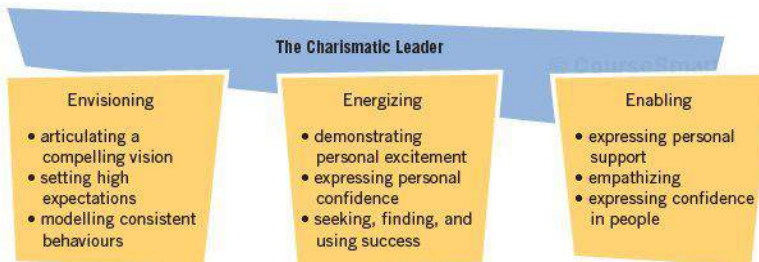 The Charismatic Leader
© CourseSmart
Envisioning
• articulating a
compelling vision
• setting high
expectations
• modelling consistent
behaviours
Energizing
• demonstrating
personal excitement
• expressing personal
confidence
• seeking, finding, and
using success
Enabling
• expressing personal
support
• empathizing
• expressing confidence
in people